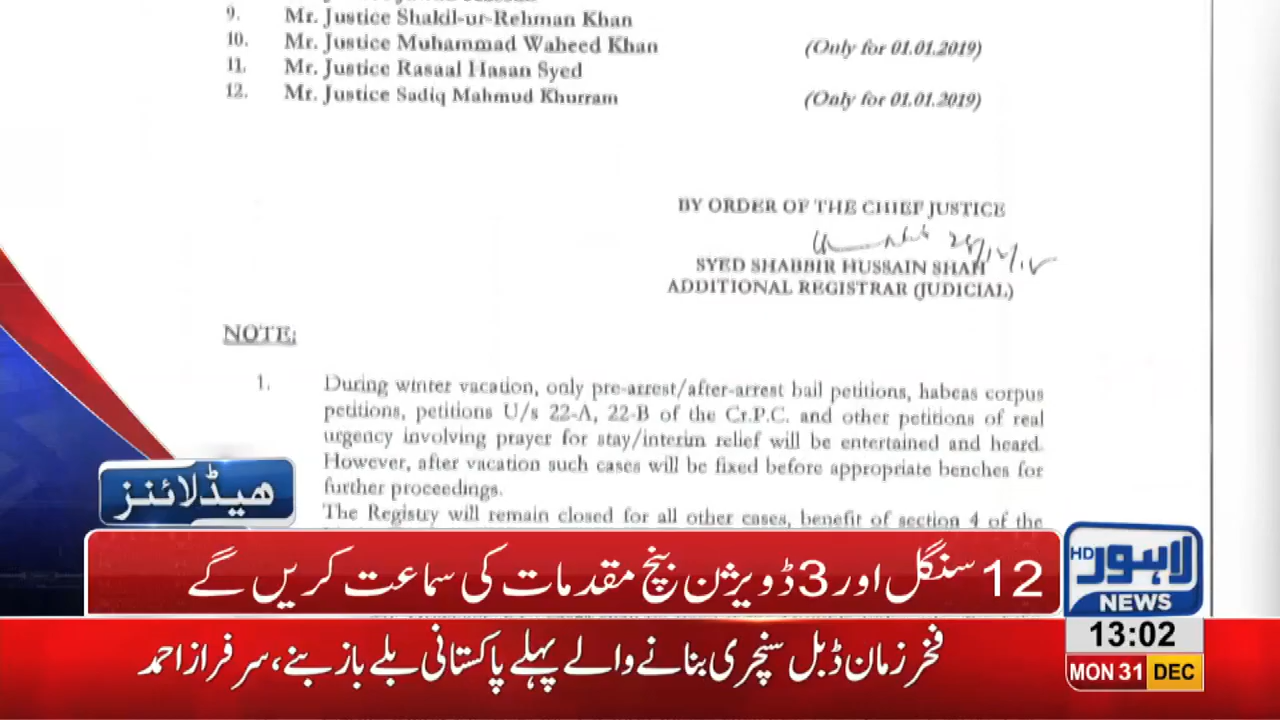 9. Mr. Justice Shakil-ur-Rehman Khan
10. Mr. Justice Muhammad Waheed Khan (Only for 01.01.2019)
11. Mr. Justice Rasaal Hasan Syed
12. Mr. Justice Sadiq Mahmud Khurram (Only for 01.01.2019)
BY ORDER OF THE CHIEF JUSTICE
SYED SHABBIR HUSSAIN SHAH
ADDITIONAL REGISTRAR (JUDICIAL)
NOTE:
1. During winter vacation, only pre-arrest/after-arrest bail petitions, habeas corpus
petitions, petitions U/s 22-A, 22-B of the Cr.P.C. and other petitions of real
urgency involving prayer for stay/interim relief will be entertained and heard.
However, after vacation such cases will be fixed before appropriate benches for
further proceedings.
The Registry will remain closed for all other cases, benefit of section 4 of the
ھیڈلائنز
12 سنگل اور 3 ڈویژن بنچ مقدمات کی سماعت کریں گے
لاہور HD
NEWS
13:02
MON 31 DEC
فخر زمان ڈبل سنچری بنانے والے پہلے پاکستانی بلے باز بنے، سرفراز احمد